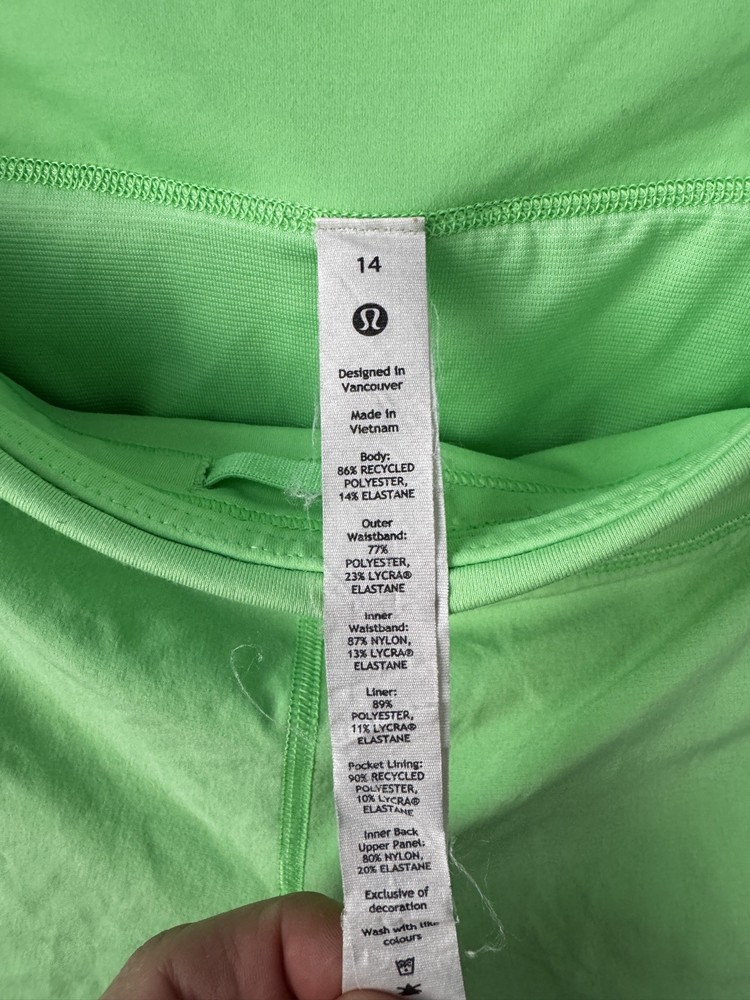 14
Designed in
Vancouver
Made in
Vietnam
Body:
86% RECYCLED
POLYESTER,
14% ELASTANE
Outer
Waistband:
77%
POLYESTER,
23% LYCRA®
ELASTANE
Inner
Waistband:
87% NYLON,
13% LYCRA®
ELASTANE
Liner:
89%
POLYESTER,
11% LYCRA®
ELASTANE
Pocket Lining:
90% RECYCLED
POLYESTER,
10% LYCRA®
ELASTANE
Inner Back
Upper Panel:
80% NYLON,
20% ELASTANE
Exclusive of
decoration
Wash with like
colours